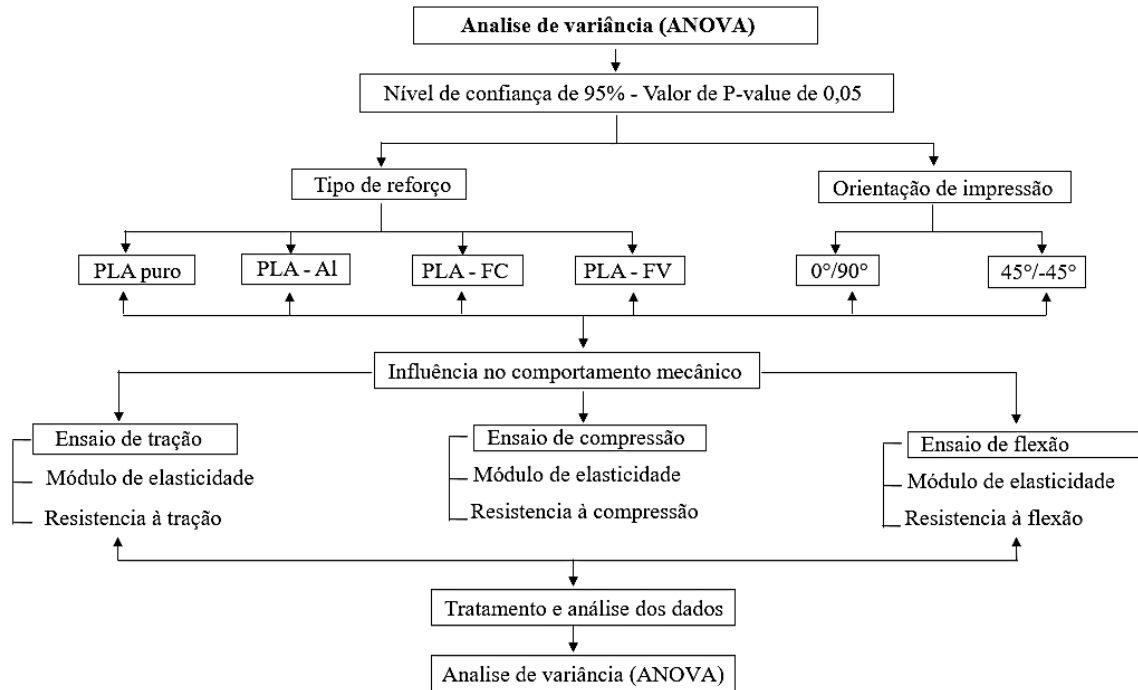 Analise de variância (ANOVA)
Nível de confiança de 95% - Valor de P-value de 0,05
Tipo de reforço
Orientação de impressão
PLA puro
PLA - Al
PLA - FC
PLA - FV
0°/90°
45°/-45°
Influência no comportamento mecânico
Ensaio de tração
Módulo de elasticidade
Resistencia à tração
Ensaio de compressão
Módulo de elasticidade
Resistencia à compressão
Ensaio de flexão
Módulo de elasticidade
Resistencia à flexão
Tratamento e análise dos dados
Analise de variância (ANOVA)